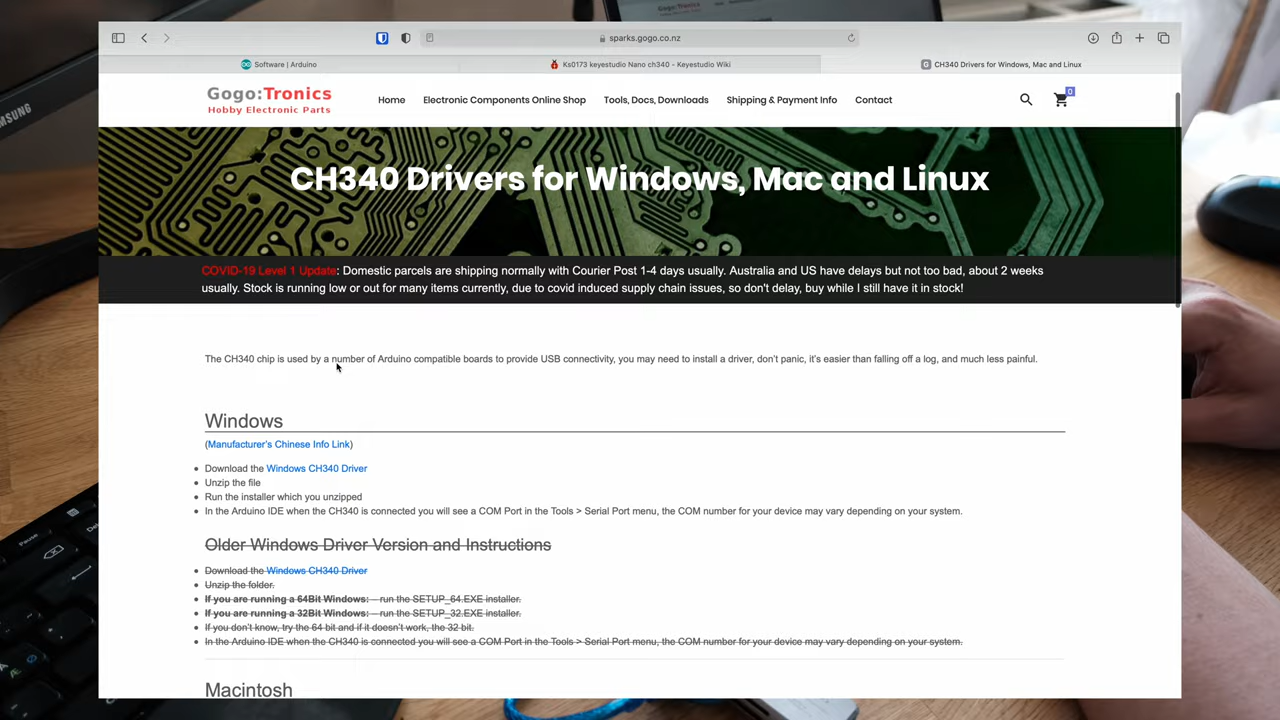 sparks.gogo.co.nz
Software | Arduino
Ks0173 keyestudio Nano ch340 - Keyestudio Wiki
G
CH340 Drivers for Windows, Mac and Linux
Gogo:Tronics
Hobby Electronic Parts
Home
Electronic Components Online Shop
Tools, Docs, Downloads
Shipping & Payment Info
Contact
0
CH340 Drivers for Windows, Mac and Linux
COVID-19 Level 1 Update: Domestic parcels are shipping normally with Courier Post 1-4 days usually. Australia and US have delays but not too bad, about 2 weeks
usually. Stock is running low or out for many items currently, due to covid induced supply chain issues, so don't delay, buy while I still have it in stock!
The CH340 chip is used by a number of Arduino compatible boards to provide USB connectivity, you may need to install a driver, don't panic, it's easier than falling off a log, and much less painful.
Windows
(Manufacturer's Chinese Info Link)
Download the Windows CH340 Driver
Unzip the file
Run the installer which you unzipped
In the Arduino IDE when the CH340 is connected you will see a COM Port in the Tools > Serial Port menu, the COM number for your device may vary depending on your system.
Older Windows Driver Version and Instructions
Download the Windows CH340 Driver
Unzip the folder.
If you are running a 64Bit Windows: – run the SETUP_64.EXE installer.
If you are running a 32Bit Windows: – run the SETUP_32.EXE installer.
If you don't know, try the 64 bit and if it doesn't work, the 32 bit.
In the Arduino IDE when the CH340 is connected you will see a COM Port in the Tools > Serial Port menu, the COM number for your device may vary depending on your system.
Macintosh
SAMSUNG
Pause
End